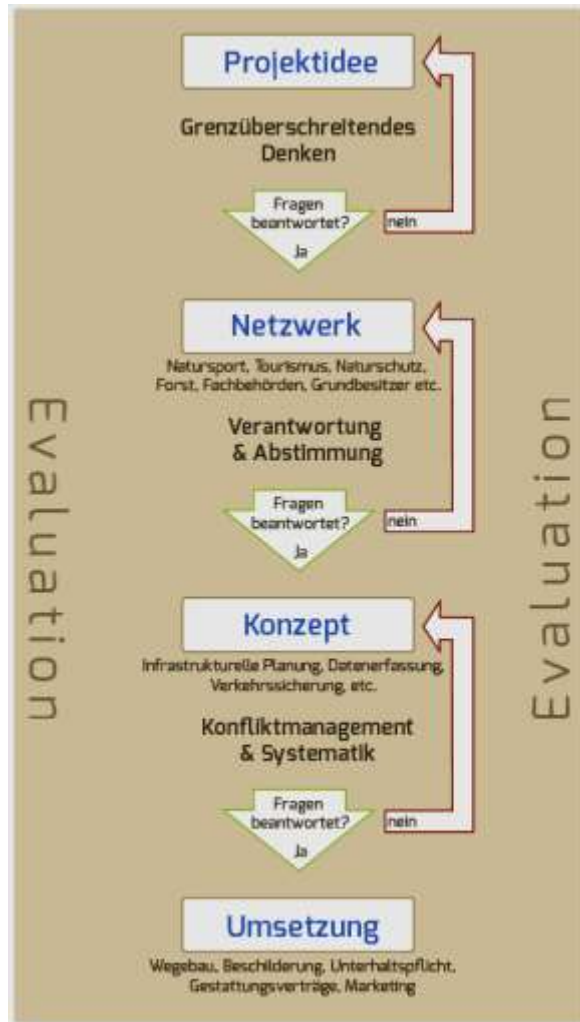 Projektidee
Grenzüberschreitendes
Denken
Fragen
beantwortet?
Ja
nein
Netzwerk
Natursport, Tourismus, Naturschutz,
Forst, Fachbehörden, Grundbesitzer etc.
Verantwortung
& Abstimmung
Fragen
beantwortet?
Ja
nein
Konzept
Infrastrukturelle Planung, Datenerfassung,
Verkehrssicherung, etc.
Konfliktmanagement
& Systematik
Fragen
beantwortet?
Ja
nein
Umsetzung
Wegebau, Beschilderung, Unterhaltspflicht,
Gestattungsverträge, Marketing
Evaluation
Evaluation